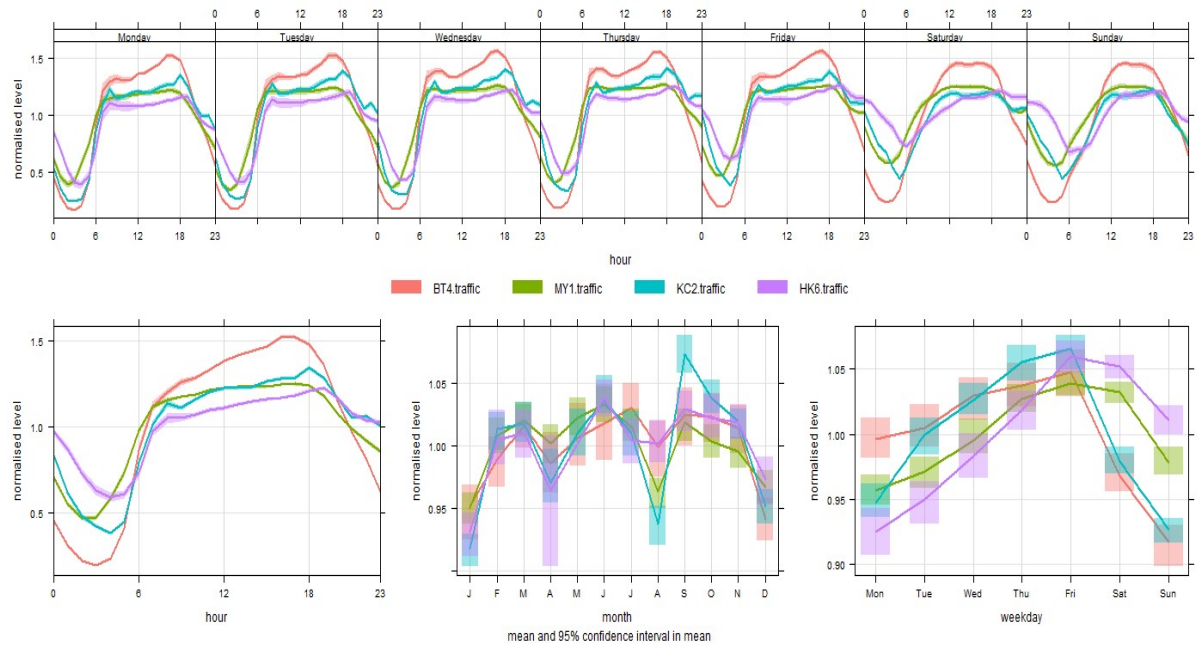 0 6 12 18 23 0 6 12 18 23 0 6 12 18 23
Monday Tuesday Wednesday Thursday Friday Saturday Sunday
normalised level
1.5
1.0
0.5
0 6 12 18 23 0 6 12 18 23 0 6 12 18 23 0 6 12 18 23
hour
BT4.traffic MY1.traffic KC2.traffic HK6.traffic
normalised level
1.5
1.0
0.5
0 6 12 18 23
hour
normalised level
1.05
1.00
0.95
J F M A M J J A S O N D
month
mean and 95% confidence interval in mean
normalised level
1.05
1.00
0.95
0.90
Mon Tue Wed Thu Fri Sat Sun
weekday